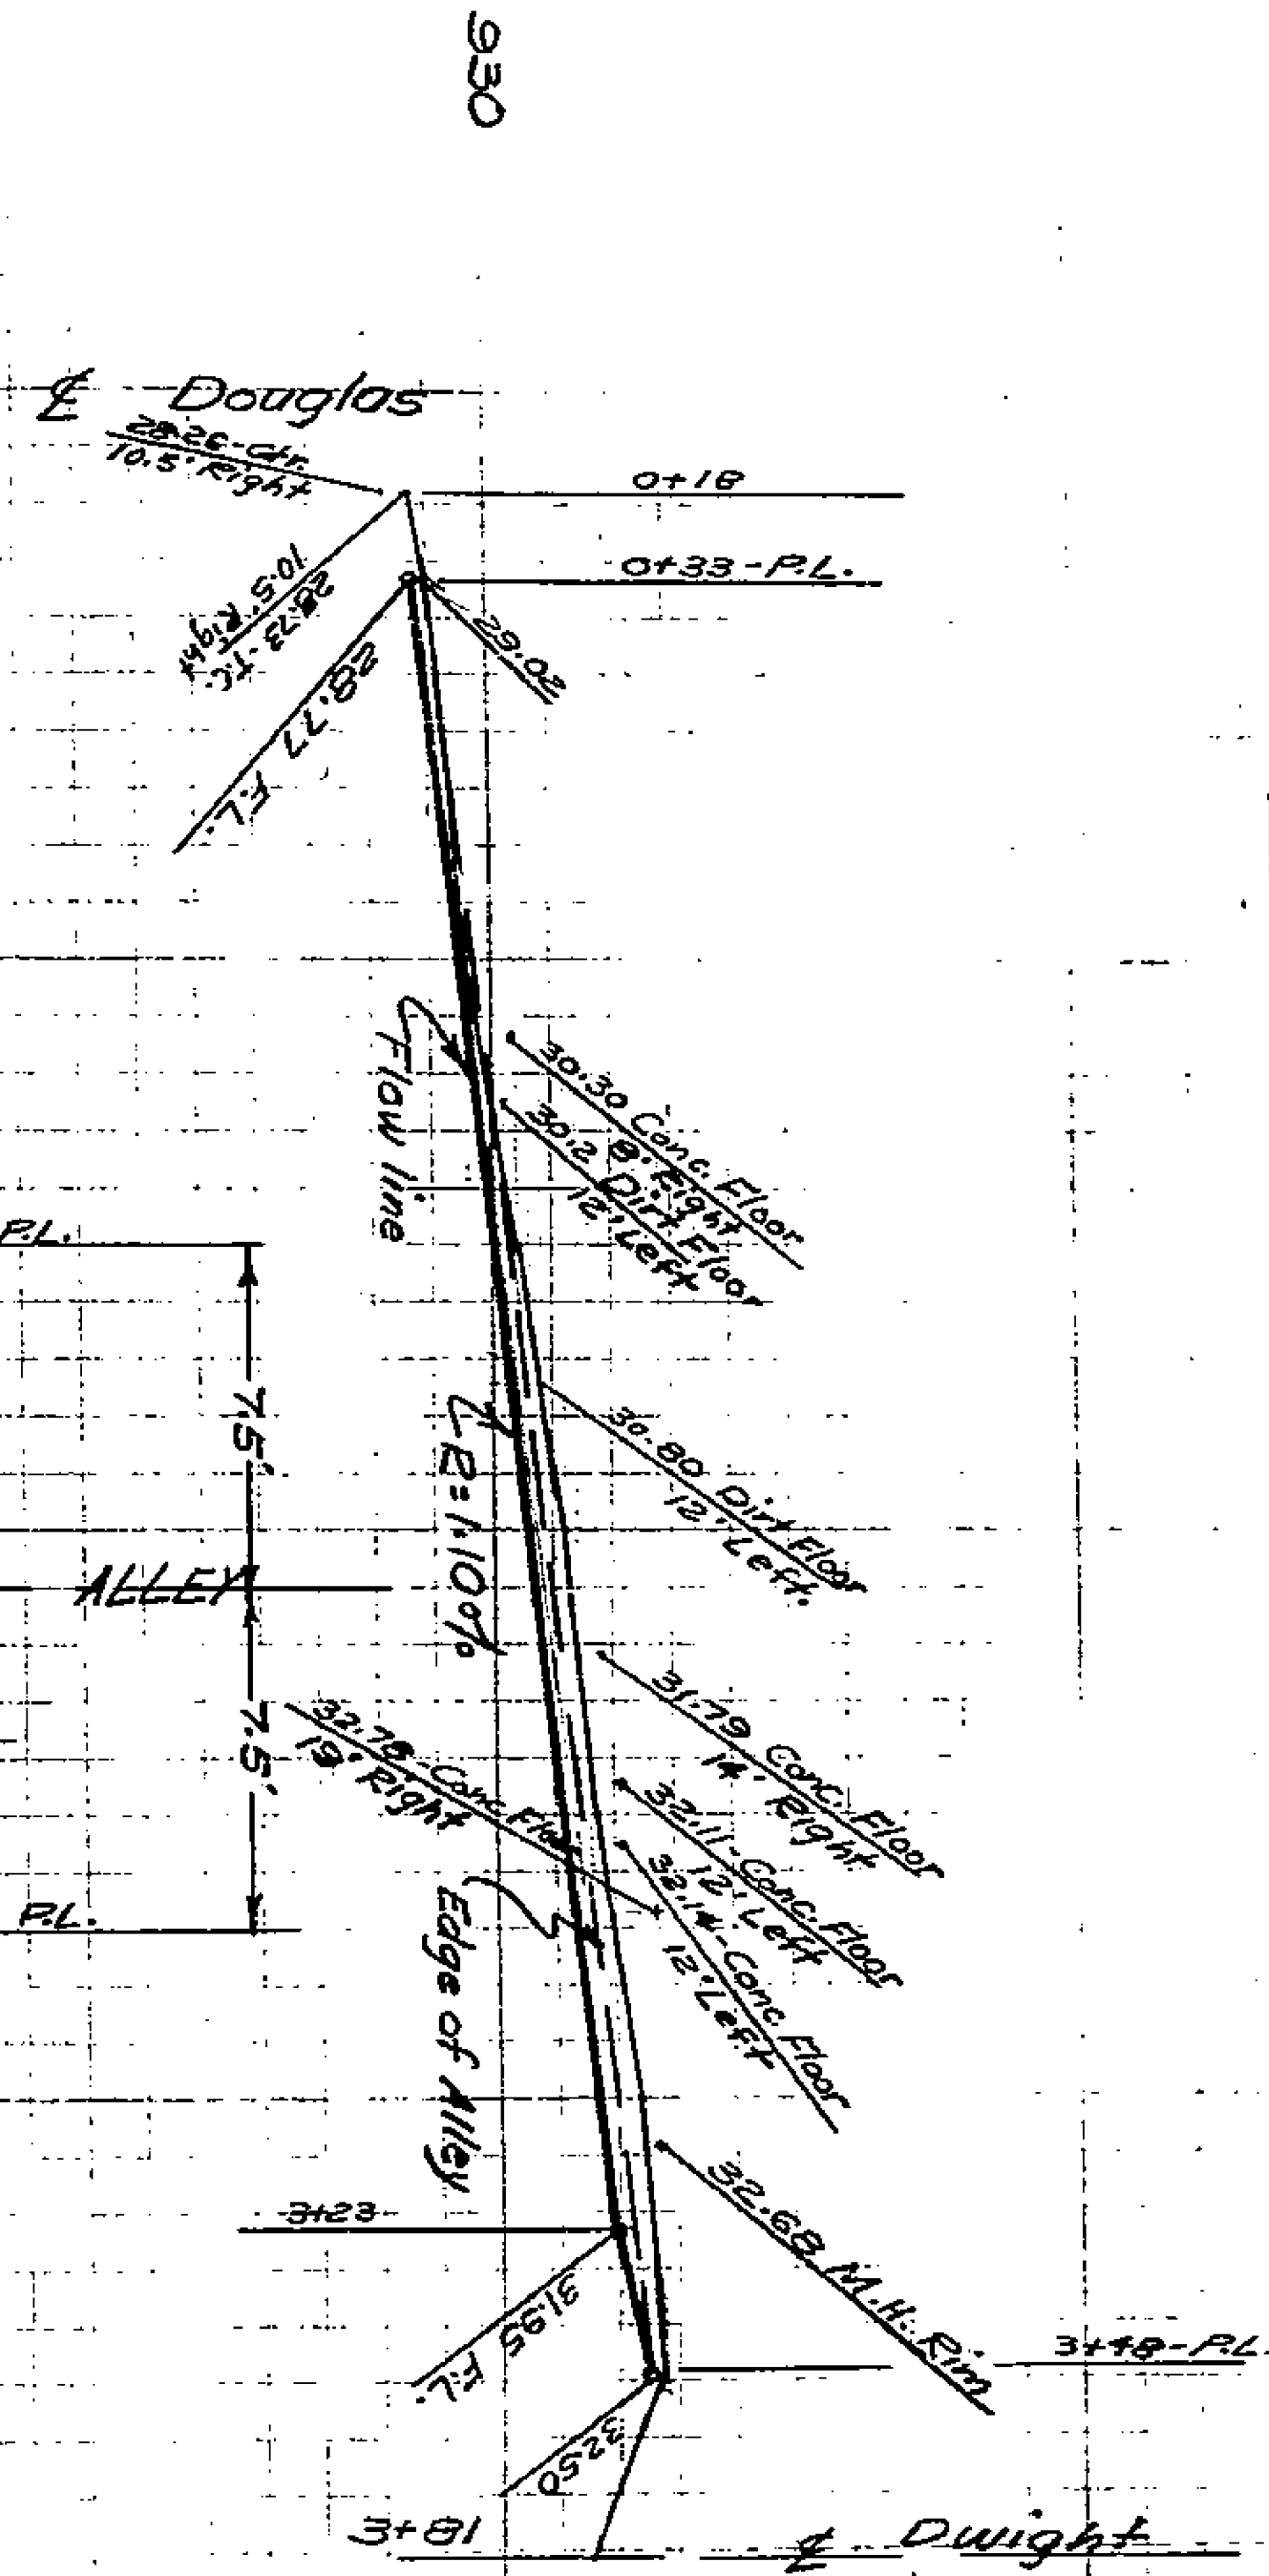 930
℄ Douglas
28.26-Gtr.
10.5' Right
0+18
0+33-P.L.
28.73-T.C.
10.5' Right
29.02
28.77 F.L.
Flow line
30.30 Conc. Floor
8' Right
30.2 Dirt Floor
12' Left
P.L.
7.5'
R=1.10%
30.80 Dirt Floor
12' Left.
ALLEY
7.5'
31.79 Conc. Floor
14' Right
32.78-Conc. Floor
19' Right
32.11-Conc. Floor
12' Left
32.14-Conc. Floor
12' Left
P.L.
Edge of Alley
32.68 M.H. Rim
3+23
31.95 F.L.
3+48-P.L.
32.50
3+81
℄ Dwight